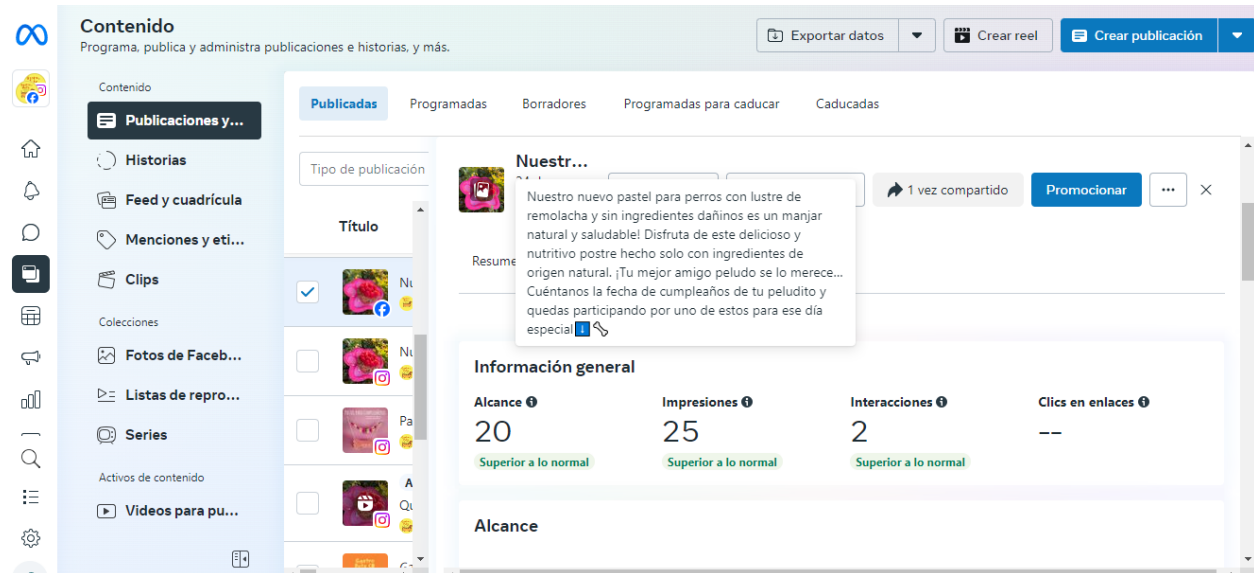 Contenido
Programa, publica y administra publicaciones e historias, y más.
Exportar datos
Crear reel
Crear publicación
Contenido
Publicaciones y...
Historias
Feed y cuadrícula
Menciones y eti...
Clips
Colecciones
Fotos de Faceb...
Listas de repro...
Series
Activos de contenido
Videos para pu...
Publicadas
Programadas
Borradores
Programadas para caducar
Caducadas
Tipo de publicación
Título
Nu
Nu
Pa
A
Qu
Nuestr...
1 vez compartido
Promocionar
...
Resume
Nuestro nuevo pastel para perros con lustre de
remolacha y sin ingredientes dañinos es un manjar
natural y saludable! Disfruta de este delicioso y
nutritivo postre hecho solo con ingredientes de
origen natural. ¡Tu mejor amigo peludo se lo merece...
Cuéntanos la fecha de cumpleaños de tu peludito y
quedas participando por uno de estos para ese día
especial⬇️🦴
Información general
Alcance
20
Superior a lo normal
Impresiones
25
Superior a lo normal
Interacciones
2
Superior a lo normal
Clics en enlaces
--
Alcance